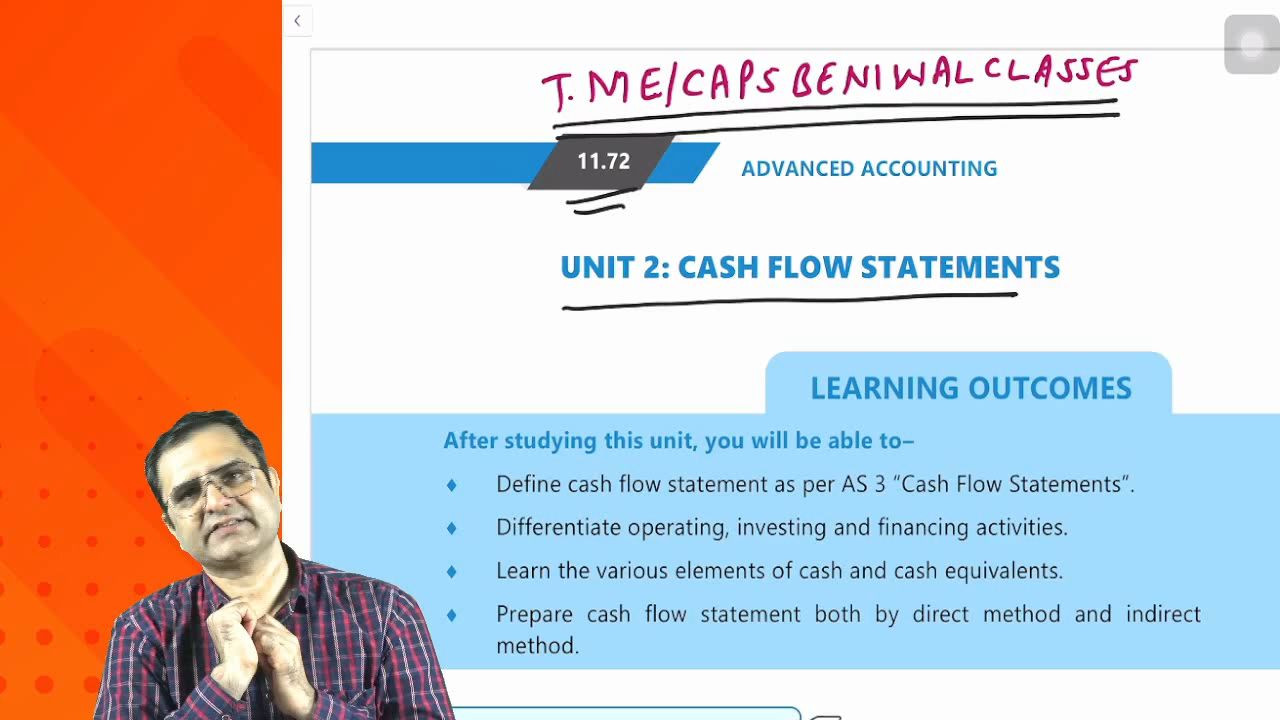 T.ME/CAPS BENIWAL CLASSES
11.72
ADVANCED ACCOUNTING
UNIT 2: CASH FLOW STATEMENTS
LEARNING OUTCOMES
After studying this unit, you will be able to–
♦ Define cash flow statement as per AS 3 “Cash Flow Statements”.
♦ Differentiate operating, investing and financing activities.
♦ Learn the various elements of cash and cash equivalents.
♦ Prepare cash flow statement both by direct method and indirect
method.